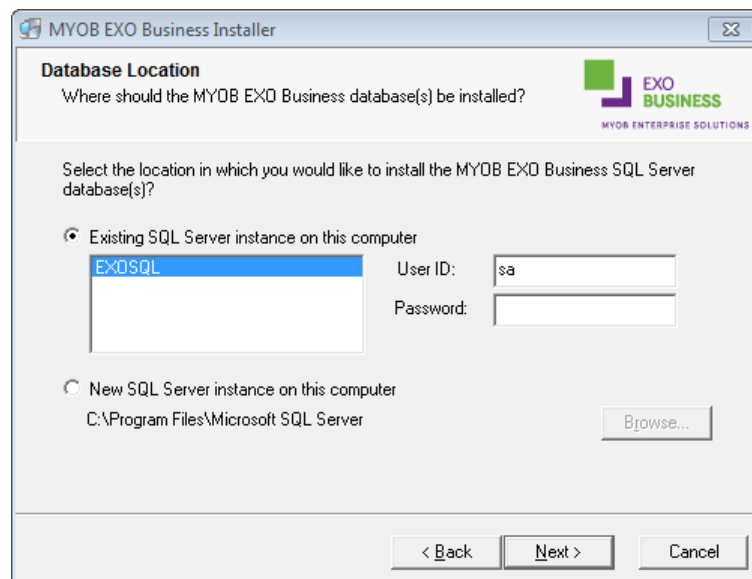 MYOB EXO Business Installer
Database Location
Where should the MYOB EXO Business database(s) be installed?
EXO
BUSINESS
MYOB ENTERPRISE SOLUTIONS
Select the location in which you would like to install the MYOB EXO Business SQL Server
database(s)?
Existing SQL Server instance on this computer
EXOSQL
User ID:
sa
Password:
New SQL Server instance on this computer
C:\Program Files\Microsoft SQL Server
Browse...
< Back
Next >
Cancel